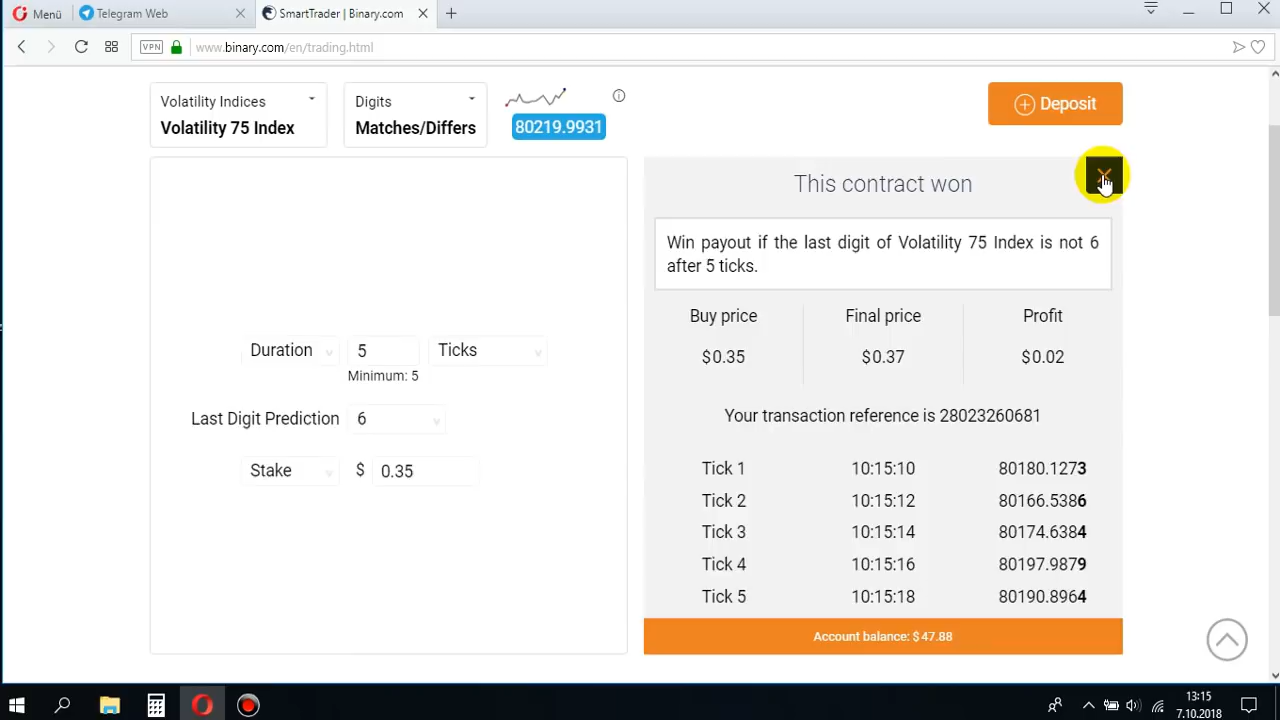 Menü
Telegram Web
SmartTrader | Binary.com
VPN
www.binary.com/en/trading.html
Volatility Indices
Volatility 75 Index
Digits
Matches/Differs
80219.9931
Deposit
This contract won
Win payout if the last digit of Volatility 75 Index is not 6
after 5 ticks.
Buy price Final price Profit
$0.35 $0.37 $0.02
Your transaction reference is 28023260681
Tick 1 10:15:10 80180.1273
Tick 2 10:15:12 80166.5386
Tick 3 10:15:14 80174.6384
Tick 4 10:15:16 80197.9879
Tick 5 10:15:18 80190.8964
Account balance: $47.88
Duration 5 Ticks
Minimum: 5
Last Digit Prediction 6
Stake $ 0.35
13:15
7.10.2018